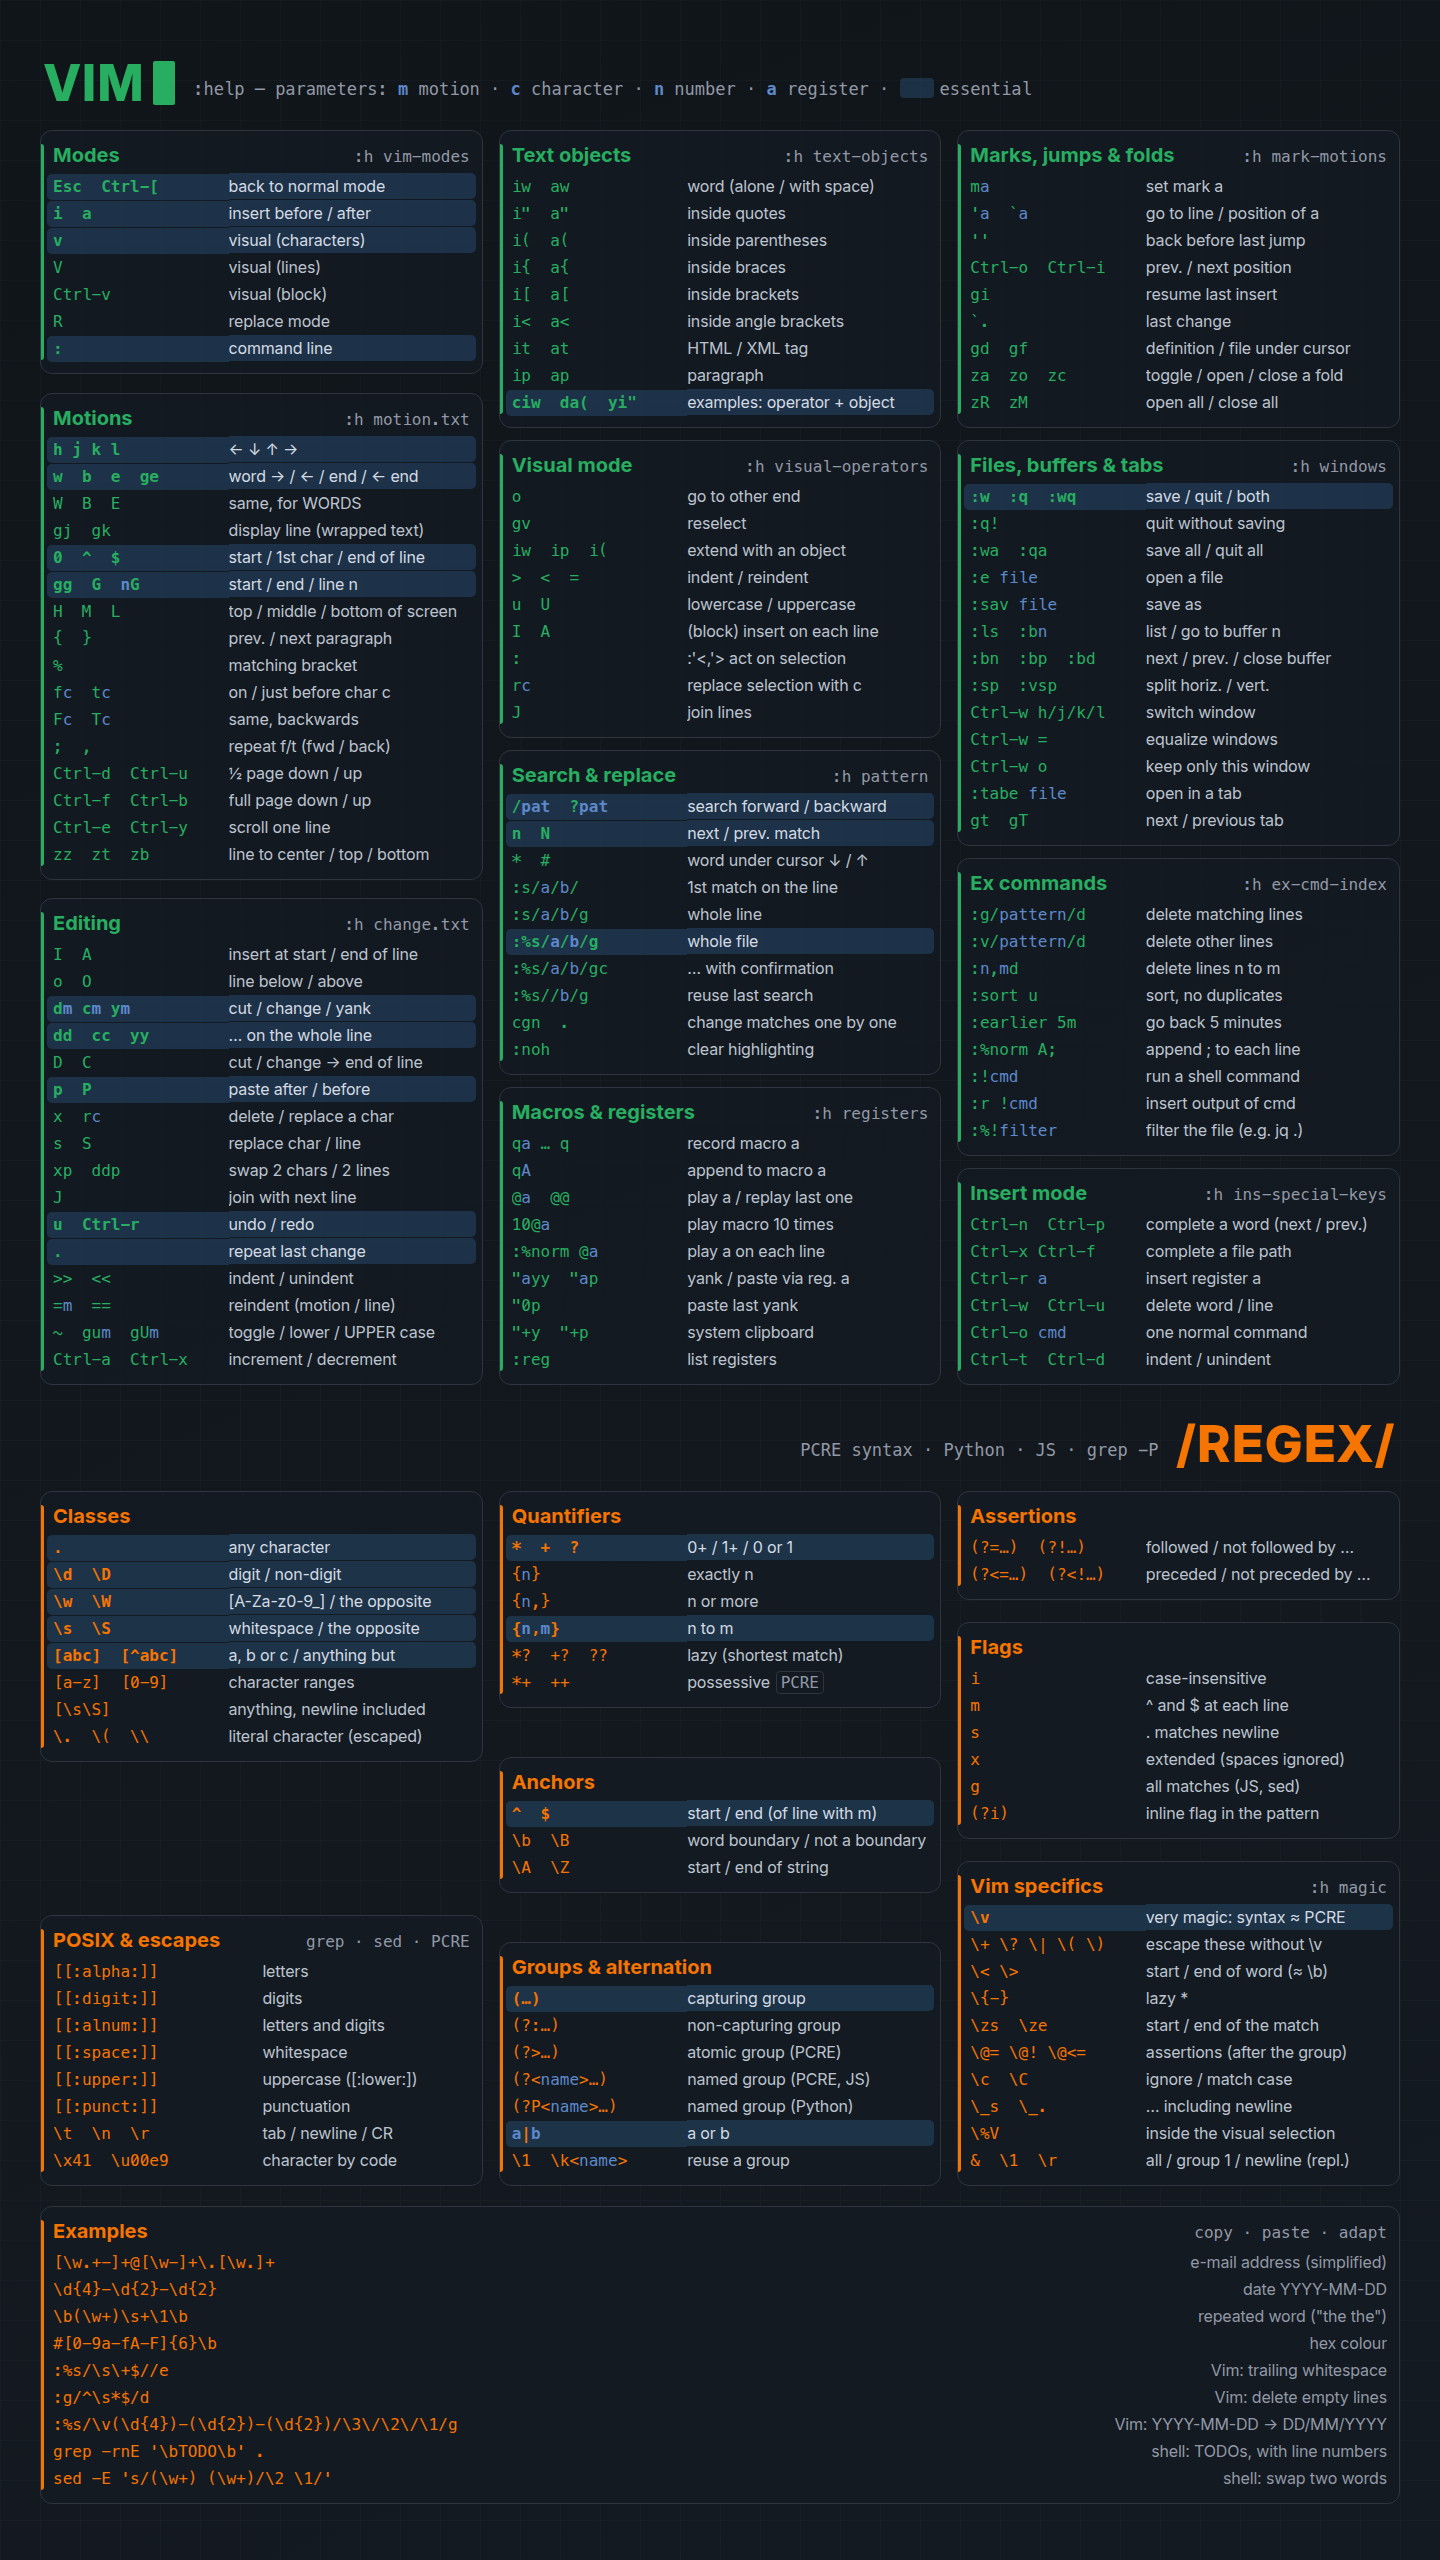 VIM :help — parameters: m motion · c character · n number · a register · essential
Modes :h vim-modes
Esc Ctrl-[ back to normal mode
i a insert before / after
v visual (characters)
V visual (lines)
Ctrl-v visual (block)
R replace mode
: command line
Motions :h motion.txt
h j k l ← ↓ ↑ →
w b e ge word → / ← / end / ← end
W B E same, for WORDS
gj gk display line (wrapped text)
0 ^ $ start / 1st char / end of line
gg G nG start / end / line n
H M L top / middle / bottom of screen
{ } prev. / next paragraph
% matching bracket
fc tc on / just before char c
Fc Tc same, backwards
; , repeat f/t (fwd / back)
Ctrl-d Ctrl-u ½ page down / up
Ctrl-f Ctrl-b full page down / up
Ctrl-e Ctrl-y scroll one line
zz zt zb line to center / top / bottom
Editing :h change.txt
I A insert at start / end of line
o O line below / above
dm cm ym cut / change / yank
dd cc yy … on the whole line
D C cut / change → end of line
p P paste after / before
x rc delete / replace a char
s S replace char / line
xp ddp swap 2 chars / 2 lines
J join with next line
u Ctrl-r undo / redo
. repeat last change
>> << indent / unindent
=m == reindent (motion / line)
~ gum gUm toggle / lower / UPPER case
Ctrl-a Ctrl-x increment / decrement
Text objects :h text-objects
iw aw word (alone / with space)
i" a" inside quotes
i( a( inside parentheses
i{ a{ inside braces
i[ a[ inside brackets
i< a< inside angle brackets
it at HTML / XML tag
ip ap paragraph
ciw da( yi" examples: operator + object
Visual mode :h visual-operators
o go to other end
gv reselect
iw ip i( extend with an object
> < = indent / reindent
u U lowercase / uppercase
I A (block) insert on each line
: :'<,'> act on selection
rc replace selection with c
J join lines
Search & replace :h pattern
/pat ?pat search forward / backward
n N next / prev. match
* # word under cursor ↓ / ↑
:s/a/b/ 1st match on the line
:s/a/b/g whole line
:%s/a/b/g whole file
:%s/a/b/gc … with confirmation
:%s//b/g reuse last search
cgn . change matches one by one
:noh clear highlighting
Macros & registers :h registers
qa … q record macro a
qA append to macro a
@a @@ play a / replay last one
10@a play macro 10 times
:%norm @a play a on each line
"ayy "ap yank / paste via reg. a
"0p paste last yank
"+y "+p system clipboard
:reg list registers
Marks, jumps & folds :h mark-motions
ma set mark a
'a `a go to line / position of a
'' back before last jump
Ctrl-o Ctrl-i prev. / next position
gi resume last insert
`. last change
gd gf definition / file under cursor
za zo zc toggle / open / close a fold
zR zM open all / close all
Files, buffers & tabs :h windows
:w :q :wq save / quit / both
:q! quit without saving
:wa :qa save all / quit all
:e file open a file
:sav file save as
:ls :bn list / go to buffer n
:bn :bp :bd next / prev. / close buffer
:sp :vsp split horiz. / vert.
Ctrl-w h/j/k/l switch window
Ctrl-w = equalize windows
Ctrl-w o keep only this window
:tabe file open in a tab
gt gT next / previous tab
Ex commands :h ex-cmd-index
:g/pattern/d delete matching lines
:v/pattern/d delete other lines
:n,md delete lines n to m
:sort u sort, no duplicates
:earlier 5m go back 5 minutes
:%norm A; append ; to each line
:!cmd run a shell command
:r !cmd insert output of cmd
:%!filter filter the file (e.g. jq .)
Insert mode :h ins-special-keys
Ctrl-n Ctrl-p complete a word (next / prev.)
Ctrl-x Ctrl-f complete a file path
Ctrl-r a insert register a
Ctrl-w Ctrl-u delete word / line
Ctrl-o cmd one normal command
Ctrl-t Ctrl-d indent / unindent
PCRE syntax · Python · JS · grep -P /REGEX/
Classes
. any character
\d \D digit / non-digit
\w \W [A-Za-z0-9_] / the opposite
\s \S whitespace / the opposite
[abc] [^abc] a, b or c / anything but
[a-z] [0-9] character ranges
[\s\S] anything, newline included
\. \( \\ literal character (escaped)
POSIX & escapes grep · sed · PCRE
[[:alpha:]] letters
[[:digit:]] digits
[[:alnum:]] letters and digits
[[:space:]] whitespace
[[:upper:]] uppercase ([:lower:])
[[:punct:]] punctuation
\t \n \r tab / newline / CR
\x41 \u00e9 character by code
Quantifiers
* + ? 0+ / 1+ / 0 or 1
{n} exactly n
{n,} n or more
{n,m} n to m
*? +? ?? lazy (shortest match)
*+ ++ possessive PCRE
Anchors
^ $ start / end (of line with m)
\b \B word boundary / not a boundary
\A \Z start / end of string
Groups & alternation
(…) capturing group
(?:…) non-capturing group
(?>…) atomic group (PCRE)
(?<name>…) named group (PCRE, JS)
(?P<name>…) named group (Python)
a|b a or b
\1 \k<name> reuse a group
Assertions
(?=…) (?!…) followed / not followed by …
(?<=…) (?<!…) preceded / not preceded by …
Flags
i case-insensitive
m ^ and $ at each line
s . matches newline
x extended (spaces ignored)
g all matches (JS, sed)
(?i) inline flag in the pattern
Vim specifics :h magic
\v very magic: syntax ≈ PCRE
\+ \? \| \( \) escape these without \v
\< \> start / end of word (≈ \b)
\{-} lazy *
\zs \ze start / end of the match
\@= \@! \@<= assertions (after the group)
\c \C ignore / match case
\_s \_. … including newline
\%V inside the visual selection
& \1 \r all / group 1 / newline (repl.)
Examples copy · paste · adapt
[\w.+-]+@[\w-]+\.[\w.]+ e-mail address (simplified)
\d{4}-\d{2}-\d{2} date YYYY-MM-DD
\b(\w+)\s+\1\b repeated word ("the the")
#[0-9a-fA-F]{6}\b hex colour
:%s/\s\+$//e Vim: trailing whitespace
:g/^\s*$/d Vim: delete empty lines
:%s/\v(\d{4})-(\d{2})-(\d{2})/\3\/\2\/\1/g Vim: YYYY-MM-DD → DD/MM/YYYY
grep -rnE '\bTODO\b' . shell: TODOs, with line numbers
sed -E 's/(\w+) (\w+)/\2 \1/' shell: swap two words